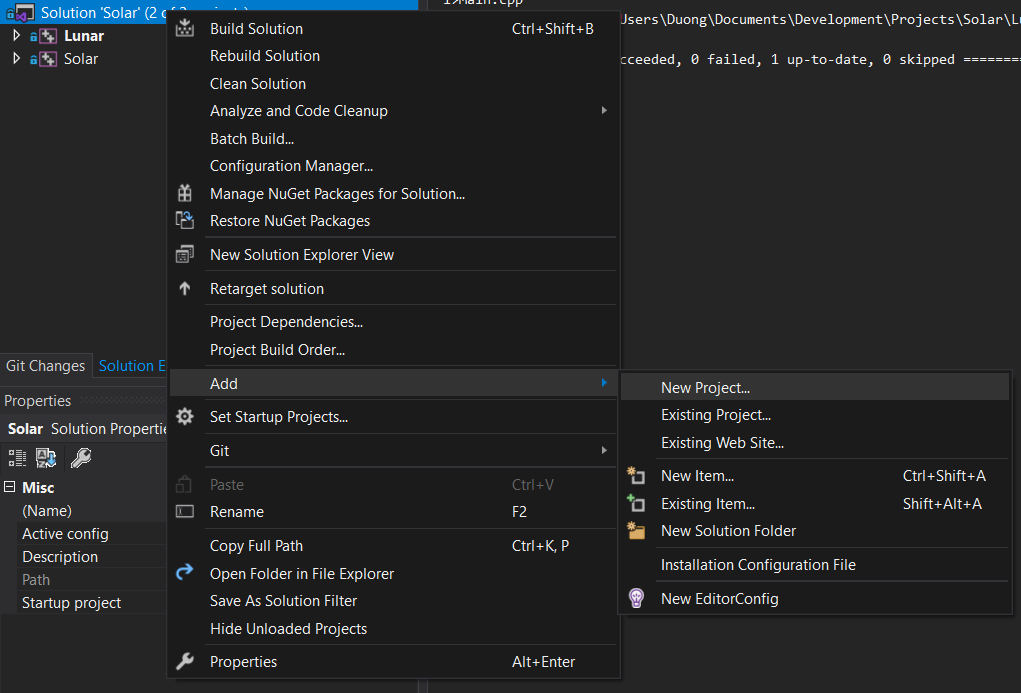 Solution 'Solar' (2 of 2 projects)
Lunar
Solar
Git Changes
Solution E
Properties
Solar Solution Properti
Misc
(Name)
Active config
Description
Path
Startup project
Build Solution Ctrl+Shift+B
Rebuild Solution
Clean Solution
Analyze and Code Cleanup
Batch Build...
Configuration Manager...
Manage NuGet Packages for Solution...
Restore NuGet Packages
New Solution Explorer View
Retarget solution
Project Dependencies...
Project Build Order...
Add
Set Startup Projects...
Git
Paste Ctrl+V
Rename F2
Copy Full Path Ctrl+K, P
Open Folder in File Explorer
Save As Solution Filter
Hide Unloaded Projects
Properties Alt+Enter
New Project...
Existing Project...
Existing Web Site...
New Item... Ctrl+Shift+A
Existing Item... Shift+Alt+A
New Solution Folder
Installation Configuration File
New EditorConfig
1>Main.cpp
Users\Duong\Documents\Development\Projects\Solar\Lu
cceeded, 0 failed, 1 up-to-date, 0 skipped ========